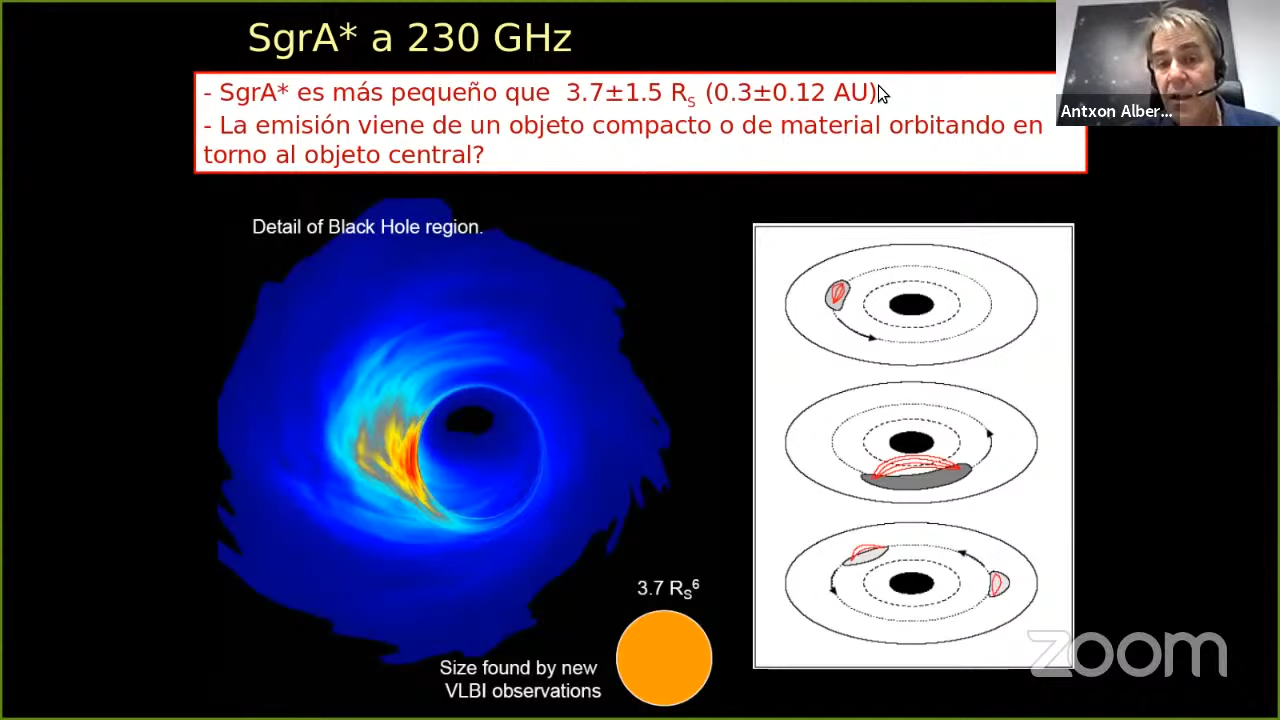 SgrA* a 230 GHz
- SgrA* es más pequeño que 3.7±1.5 RS (0.3±0.12 AU)
- La emisión viene de un objeto compacto o de material orbitando en
torno al objeto central?
Antxon Alber...
Detail of Black Hole region.
3.7 RS6
Size found by new
VLBI observations
zoom